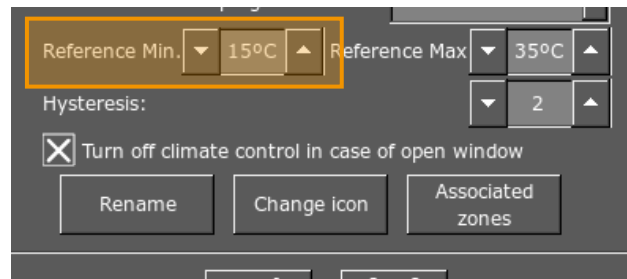 Reference Min. 15ºC Reference Max 35ºC
Hysteresis: 2
Turn off climate control in case of open window
Rename Change icon Associated zones